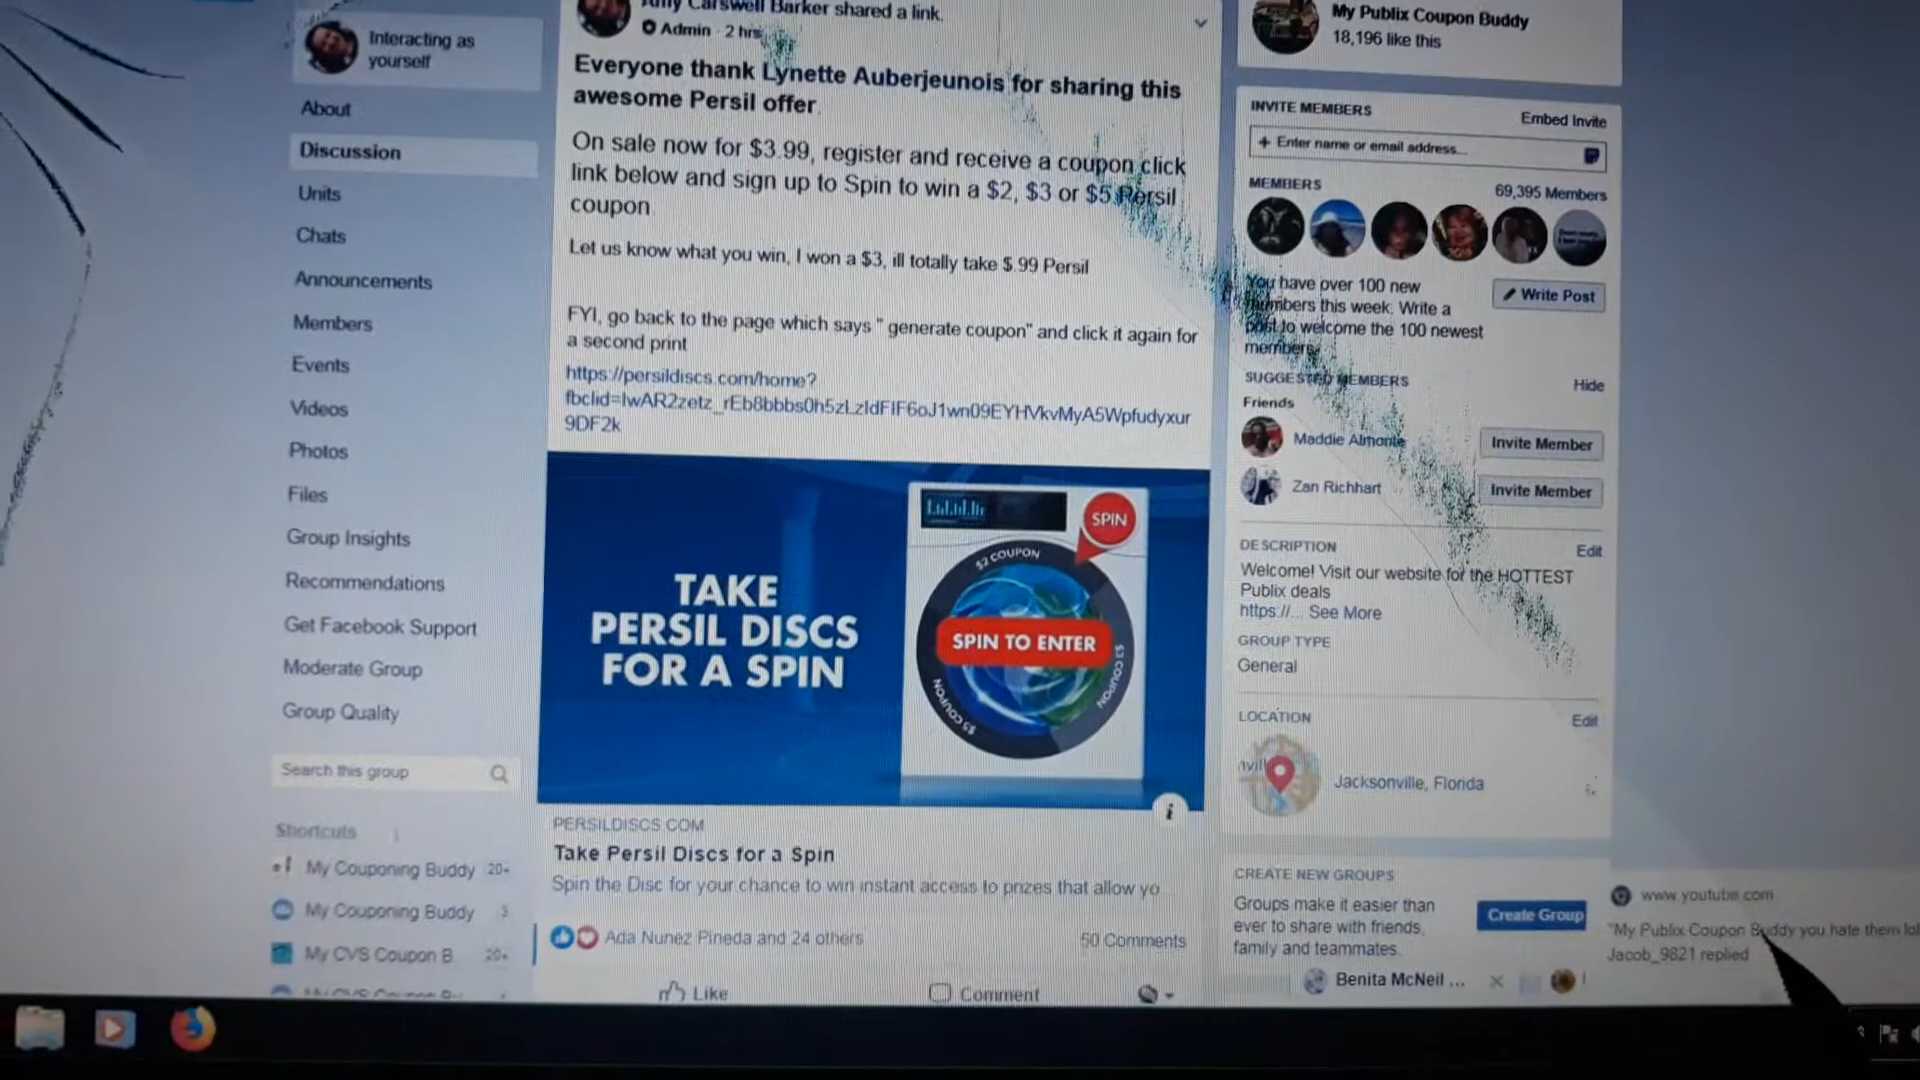 Interacting as
yourself
About
Discussion
Units
Chats
Announcements
Members
Events
Videos
Photos
Files
Group Insights
Recommendations
Get Facebook Support
Moderate Group
Group Quality
Search this group
Shortcuts
My Couponing Buddy 20+
My Couponing Buddy
My CVS Coupon B. 20+
Carswell Barker shared a link.
Admin · 2 hrs
Everyone thank Lynette Auberjeunois for sharing this
awesome Persil offer.
On sale now for $3.99, register and receive a coupon click
link below and sign up to Spin to win a $2, $3 or $5 Persil
coupon
Let us know what you win, I won a $3, ill totally take $.99 Persil
FYI, go back to the page which says " generate coupon" and click it again for
a second print
https://persildiscs.com/home?
9DF2k
TAKE
PERSIL DISCS
FOR A SPIN
SPIN
$2 COUPON
SPIN TO ENTER
$3 COUPON
$5 COUPON
i
PERSILDISCS.COM
Take Persil Discs for a Spin
Spin the Disc for your chance to win instant access to prizes that allow yo
Ada Nunez Pineda and 24 others
50 Comments
Like
Comment
My Publix Coupon Buddy
18,196 like this
INVITE MEMBERS
Embed Invite
+ Enter name or email address...
MEMBERS
69,395 Members
You have over 100 new
members this week. Write a
post to welcome the 100 newest
members.
Write Post
SUGGESTED MEMBERS
Hide
Friends
Maddie Almonte
Invite Member
Zan Richhart
Invite Member
DESCRIPTION
Edit
Welcome! Visit our website for the HOTTEST
Publix deals
https://... See More
GROUP TYPE
General
LOCATION
Edit
nvill
Jacksonville, Florida
CREATE NEW GROUPS
Groups make it easier than
ever to share with friends,
family and teammates.
Create Group
Benita McNeil ...
www.youtube.com
"My Publix Coupon Buddy you hate them lol
Jacob_9821 replied